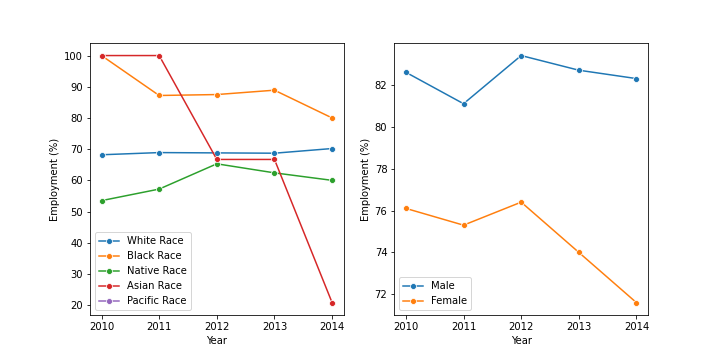 100
90
80
70
60
50
40
30
20
Employment (%)
White Race
Black Race
Native Race
Asian Race
Pacific Race
2010 2011 2012 2013 2014
Year
82
80
78
76
74
72
Employment (%)
Male
Female
2010 2011 2012 2013 2014
Year